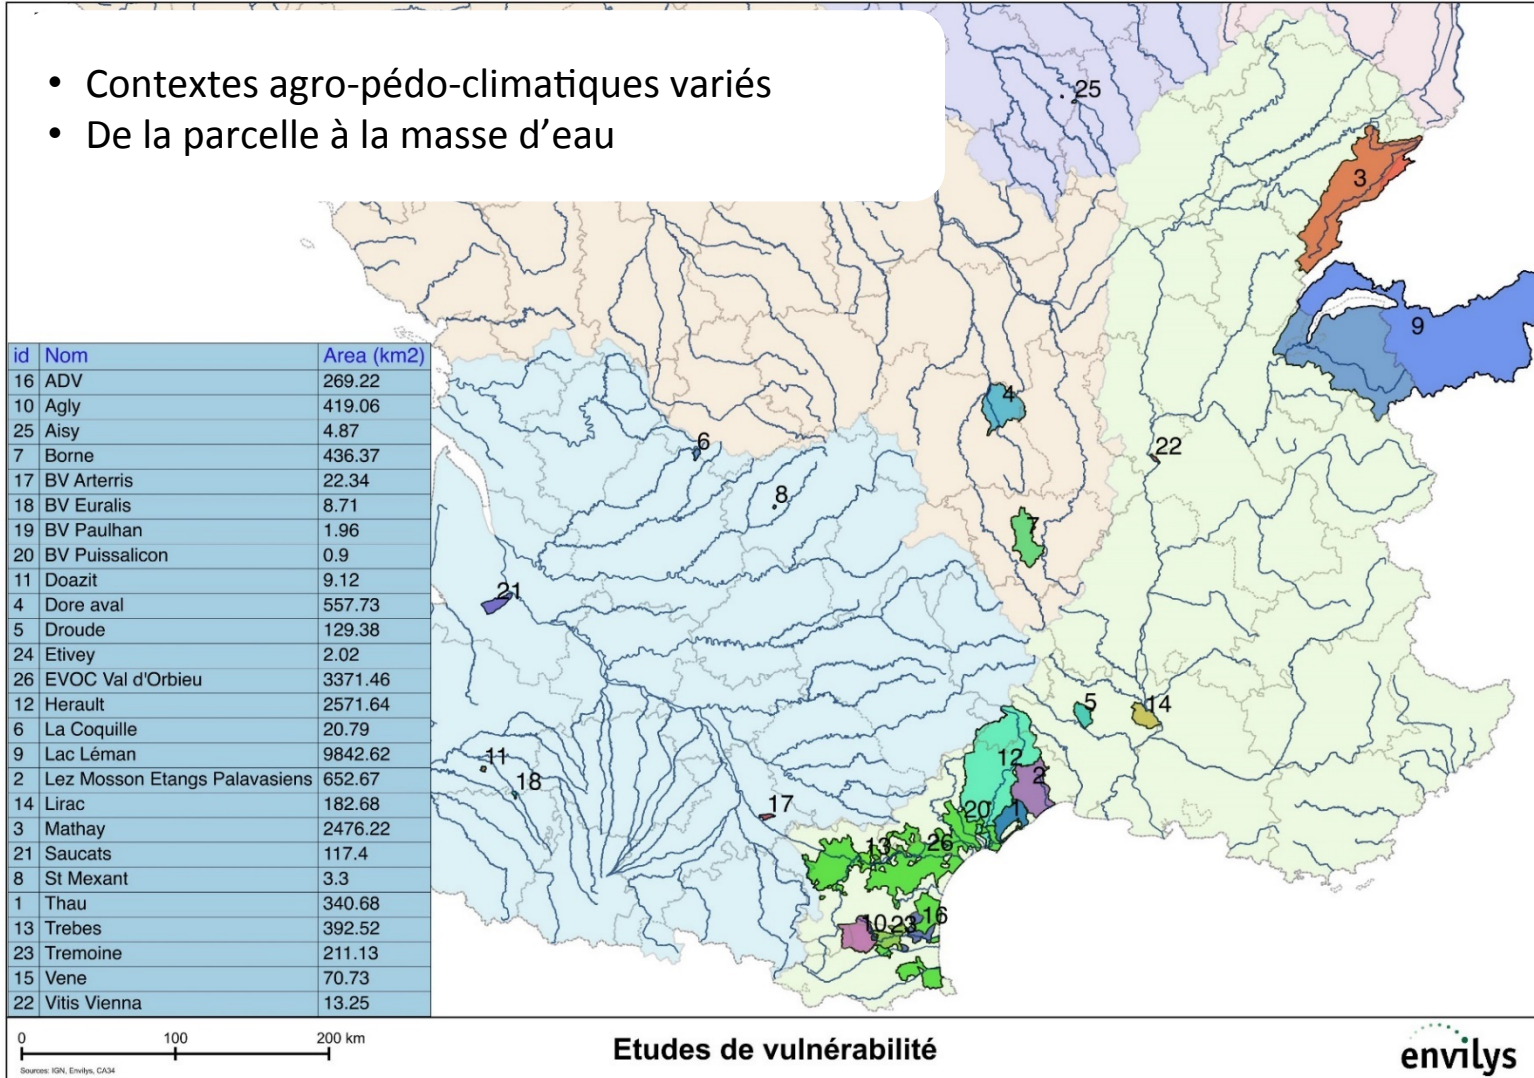 • Contextes agro-pédo-climatiques variés
• De la parcelle à la masse d’eau
id Nom Area (km2)
16 ADV 269.22
10 Agly 419.06
25 Aisy 4.87
7 Borne 436.37
17 BV Arterris 22.34
18 BV Euralis 8.71
19 BV Paulhan 1.96
20 BV Puissalicon 0.9
11 Doazit 9.12
4 Dore aval 557.73
5 Droude 129.38
24 Etivey 2.02
26 EVOC Val d'Orbieu 3371.46
12 Herault 2571.64
6 La Coquille 20.79
9 Lac Léman 9842.62
2 Lez Mosson Etangs Palavasiens 652.67
14 Lirac 182.68
3 Mathay 2476.22
21 Saucats 117.4
8 St Mexant 3.3
1 Thau 340.68
13 Trebes 392.52
23 Tremoine 211.13
15 Vene 70.73
22 Vitis Vienna 13.25
25
3
9
4
6
22
8
7
21
5
14
11
12
2
18
17
20
1
13
26
10
23
16
0 100 200 km
Sources: IGN, Envilys, CA34
Etudes de vulnérabilité
envilys